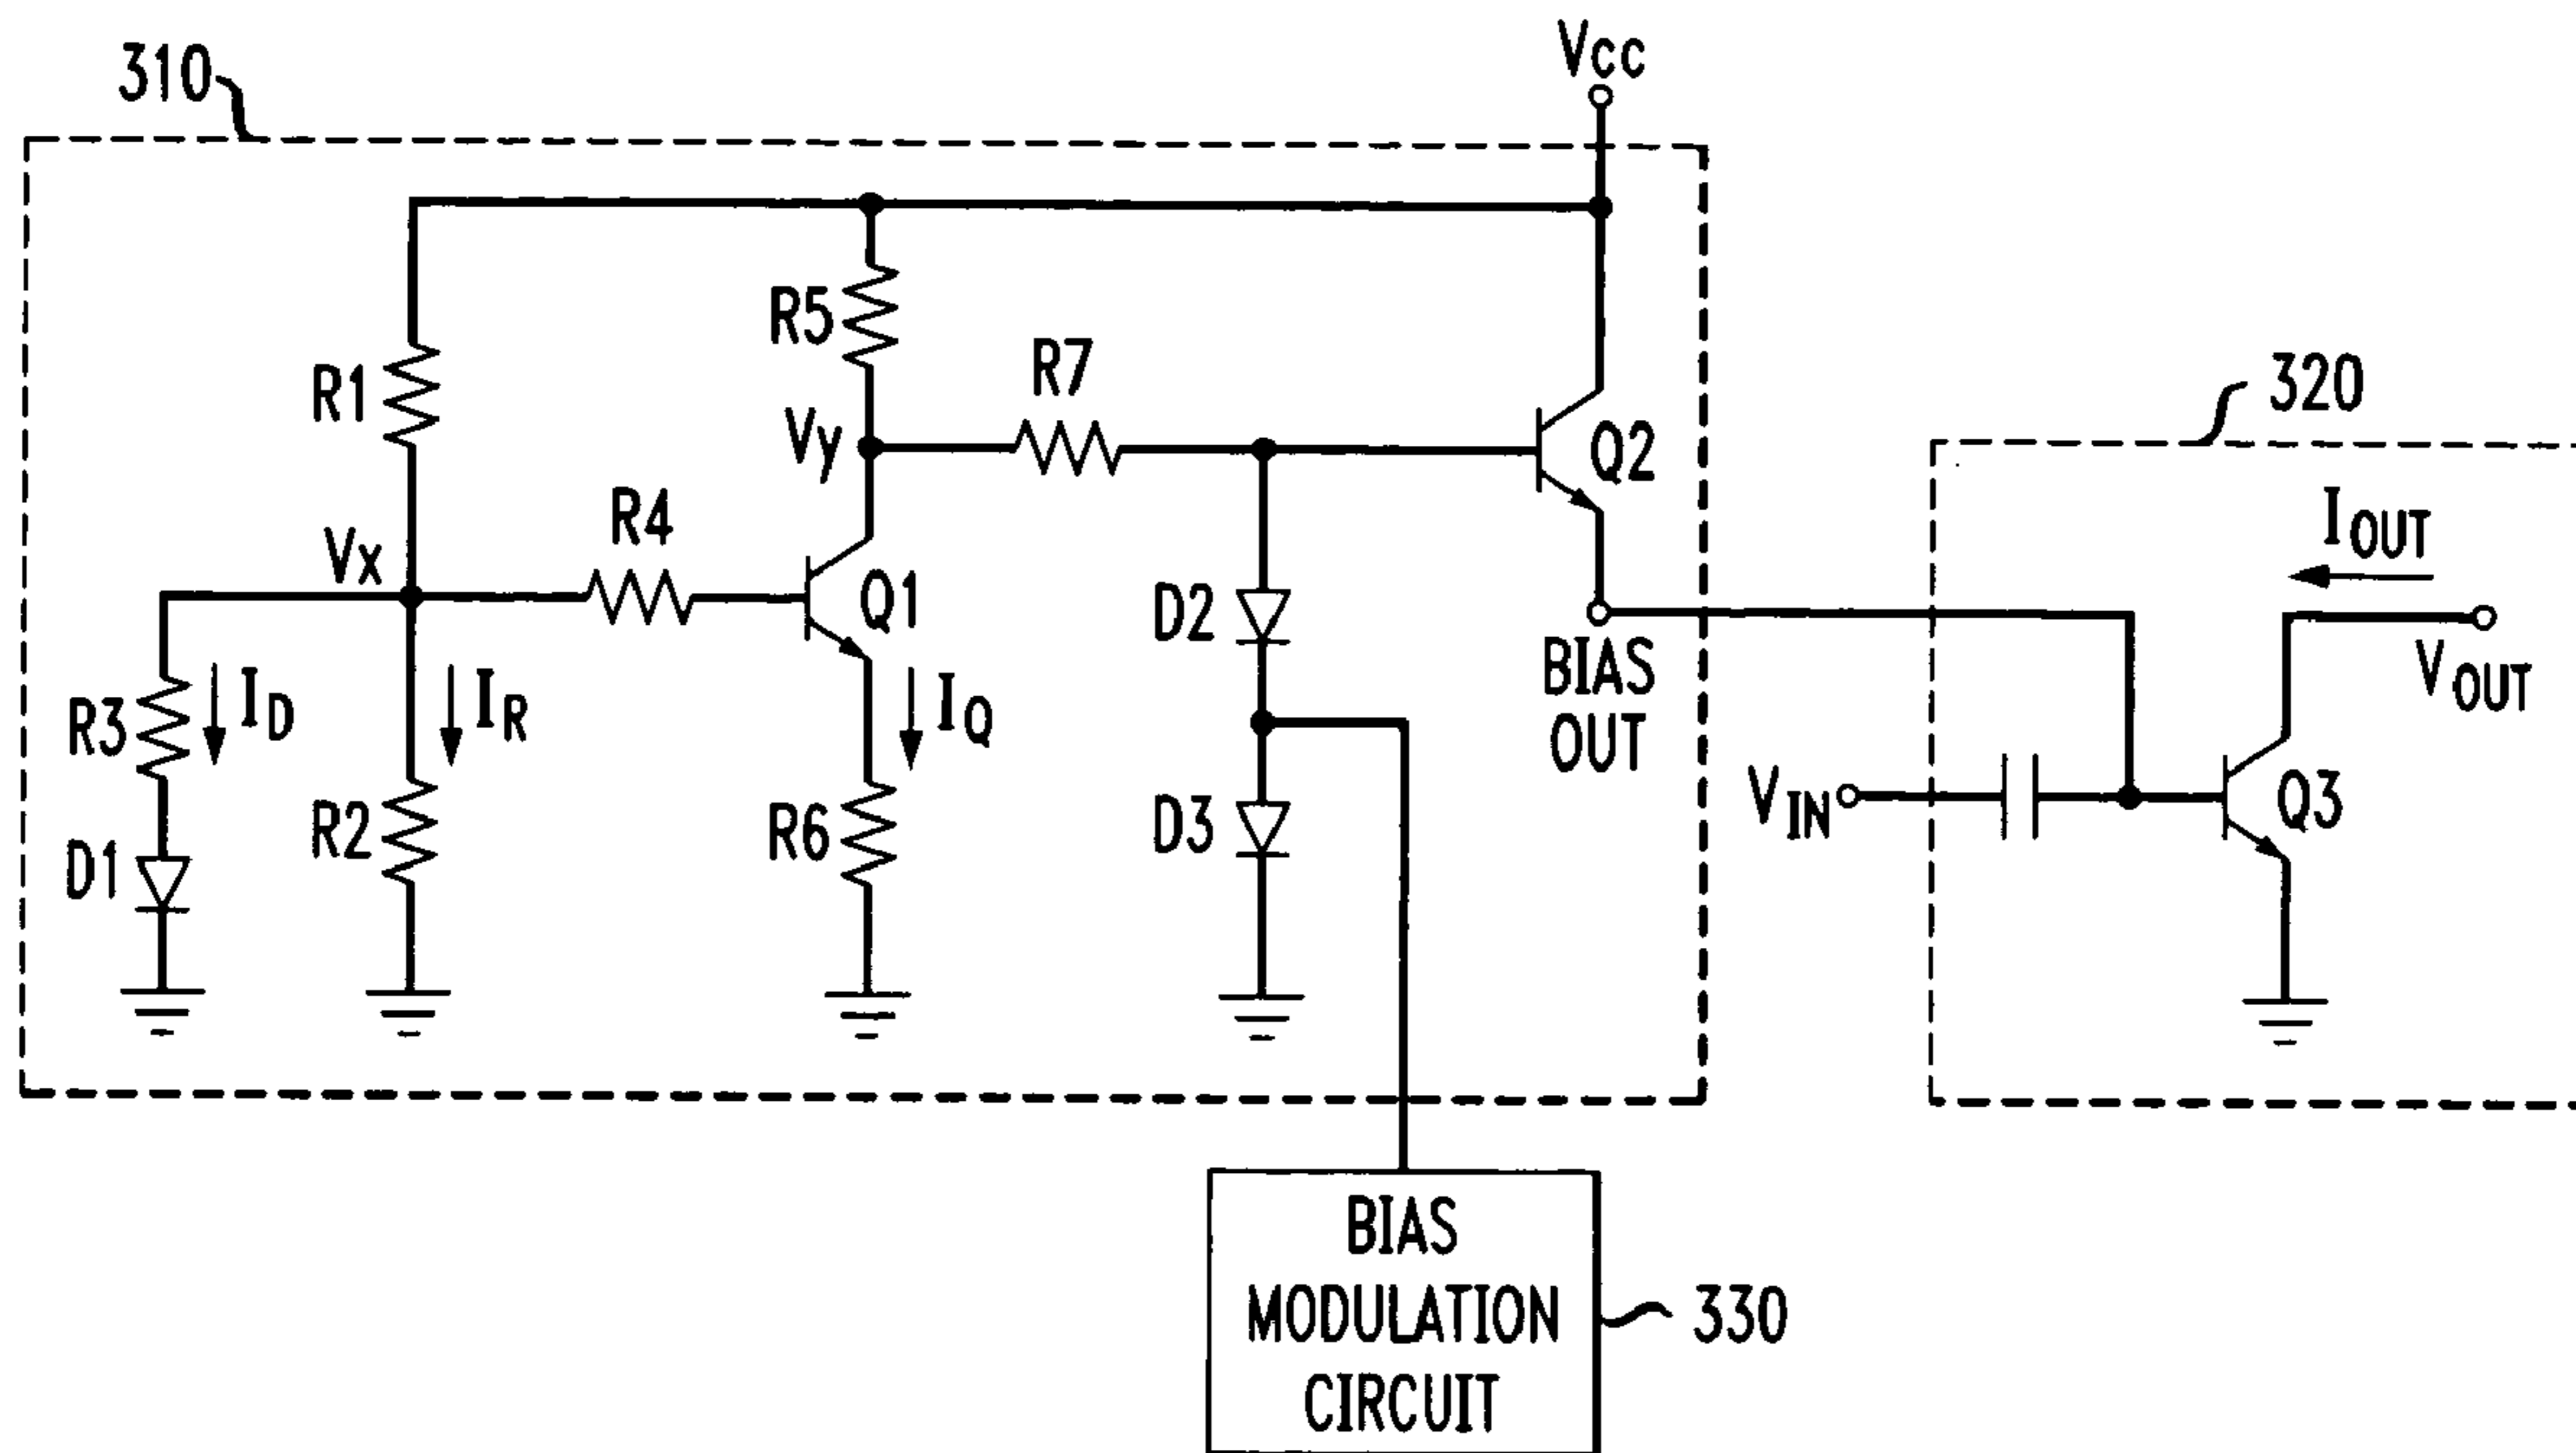 310
Vcc
R5
R7
R1
Vy
Q2
320
R4
Vx
IOUT
Q1
D2
BIAS
OUT
VOUT
ID
IR
IQ
R3
VIN
Q3
D1
R2
R6
D3
BIAS
MODULATION
CIRCUIT
330